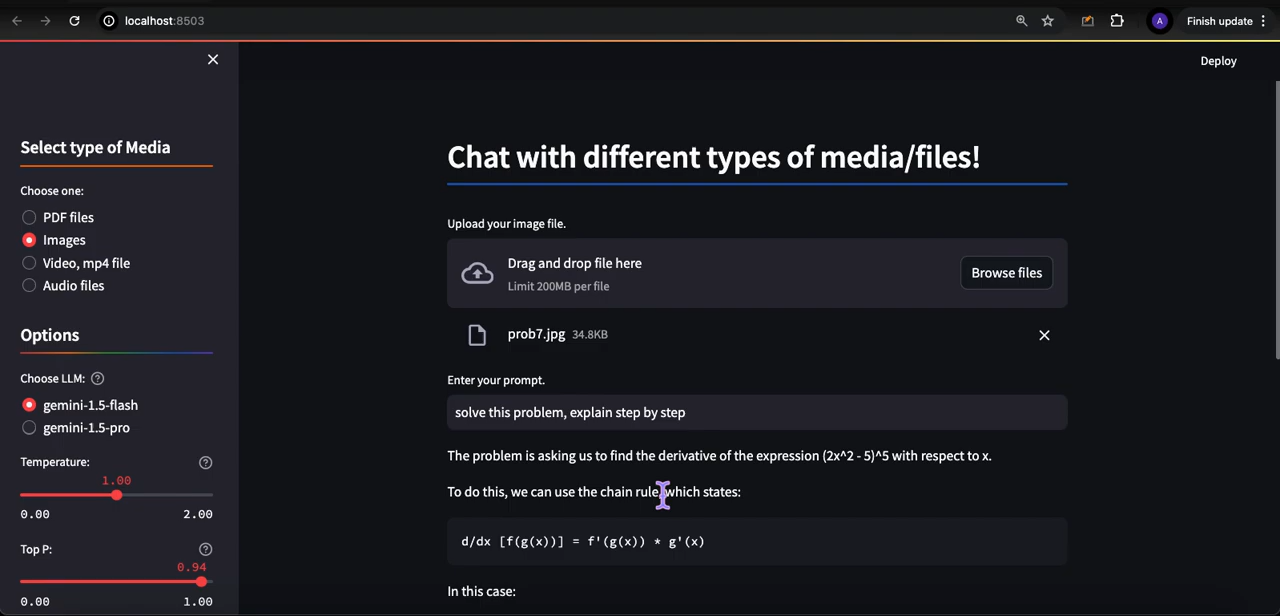 localhost:8503
A
Finish update
Deploy
Select type of Media
Choose one:
PDF files
Images
Video, mp4 file
Audio files
Options
Choose LLM:
gemini-1.5-flash
gemini-1.5-pro
Temperature:
1.00
0.00 2.00
Top P:
0.94
0.00 1.00
Chat with different types of media/files!
Upload your image file.
Drag and drop file here
Limit 200MB per file
Browse files
prob7.jpg 34.8KB
Enter your prompt.
solve this problem, explain step by step
The problem is asking us to find the derivative of the expression (2x^2 - 5)^5 with respect to x.
To do this, we can use the chain rule, which states:
d/dx [f(g(x))] = f'(g(x)) * g'(x)
In this case: